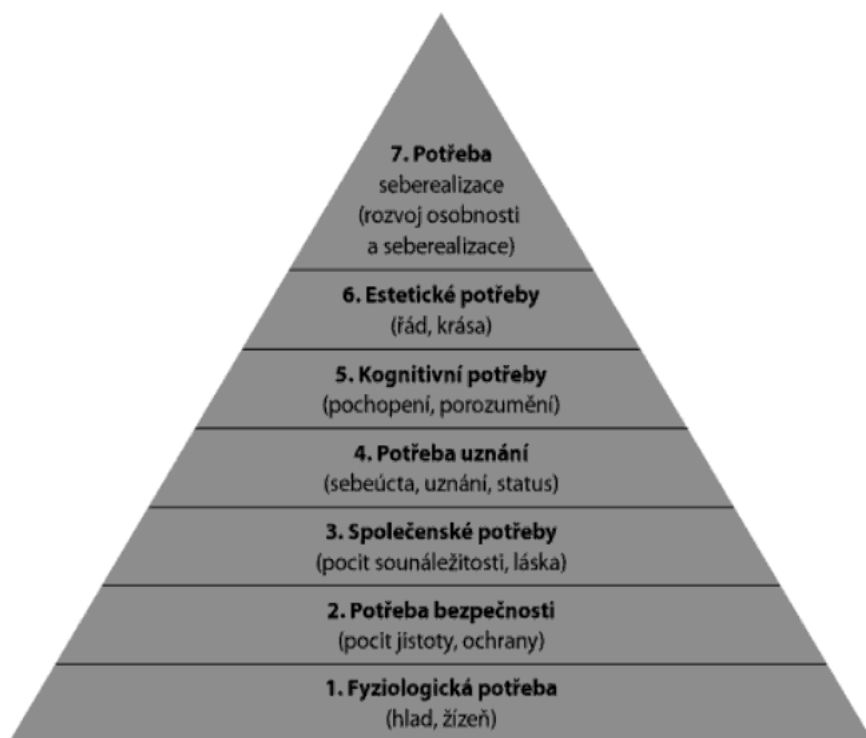 7. Potřeba
seberealizace
(rozvoj osobnosti
a seberealizace)
6. Estetické potřeby
(řád, krása)
5. Kognitivní potřeby
(pochopení, porozumění)
4. Potřeba uznání
(sebeúcta, uznání, status)
3. Společenské potřeby
(pocit sounáležitosti, láska)
2. Potřeba bezpečnosti
(pocit jistoty, ochrany)
1. Fyziologická potřeba
(hlad, žízeň)